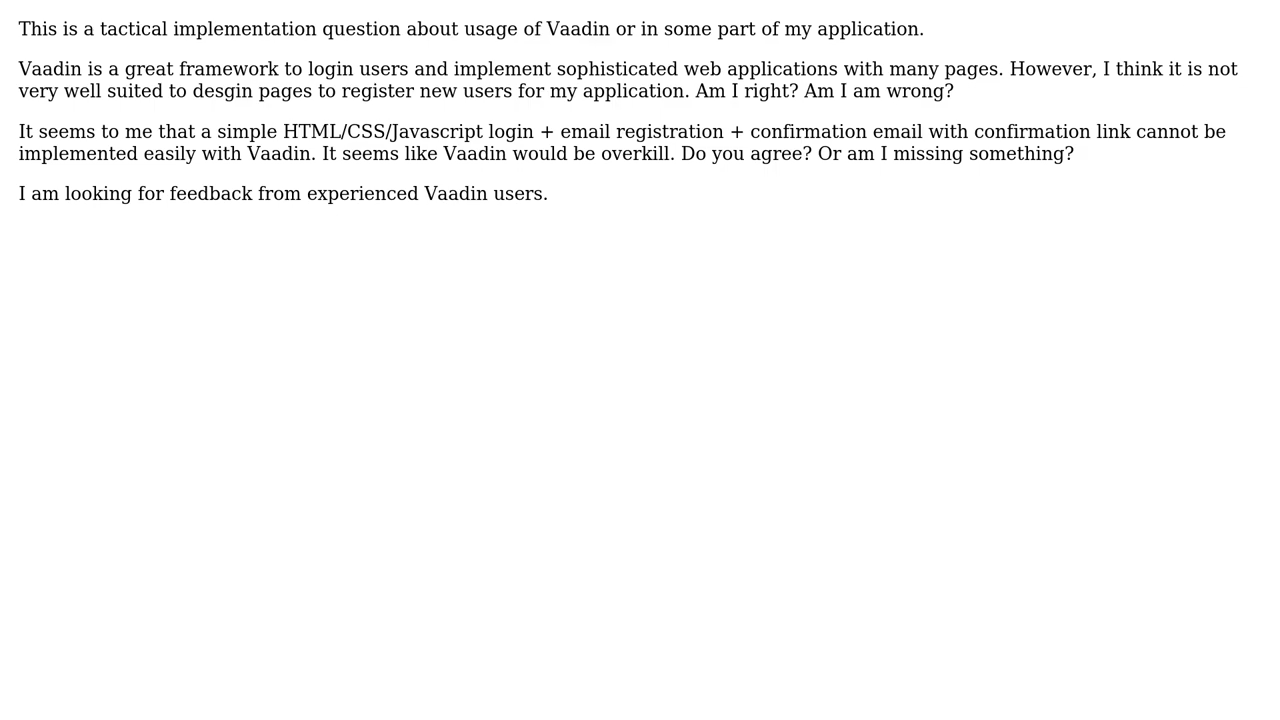 This is a tactical implementation question about usage of Vaadin or in some part of my application.
Vaadin is a great framework to login users and implement sophisticated web applications with many pages. However, I think it is not
very well suited to desgin pages to register new users for my application. Am I right? Am I am wrong?
It seems to me that a simple HTML/CSS/Javascript login + email registration + confirmation email with confirmation link cannot be
implemented easily with Vaadin. It seems like Vaadin would be overkill. Do you agree? Or am I missing something?
I am looking for feedback from experienced Vaadin users.